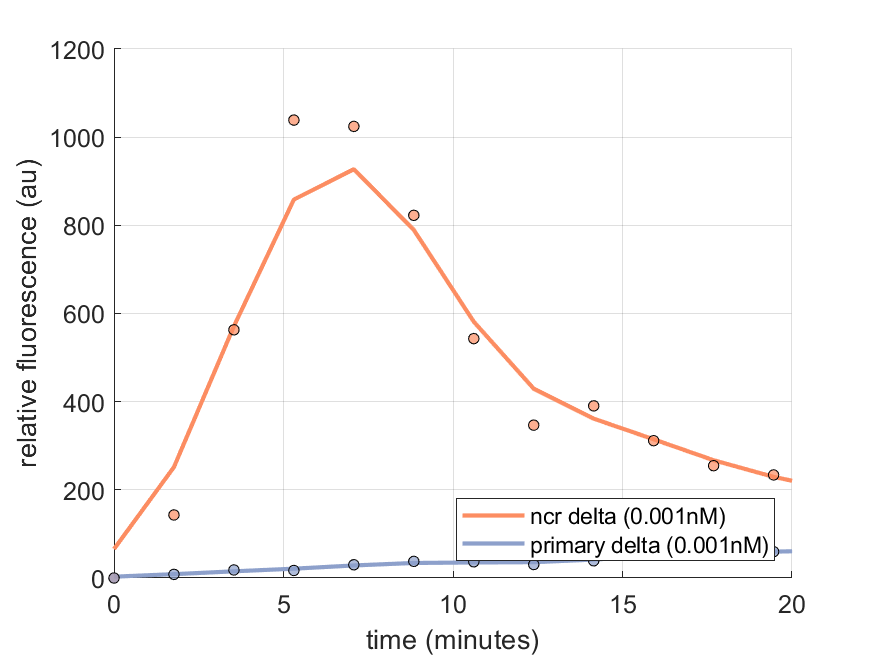 1200
1000
800
600
400
200
0
relative fluorescence (au)
ncr delta (0.001nM)
primary delta (0.001nM)
0 5 10 15 20
time (minutes)